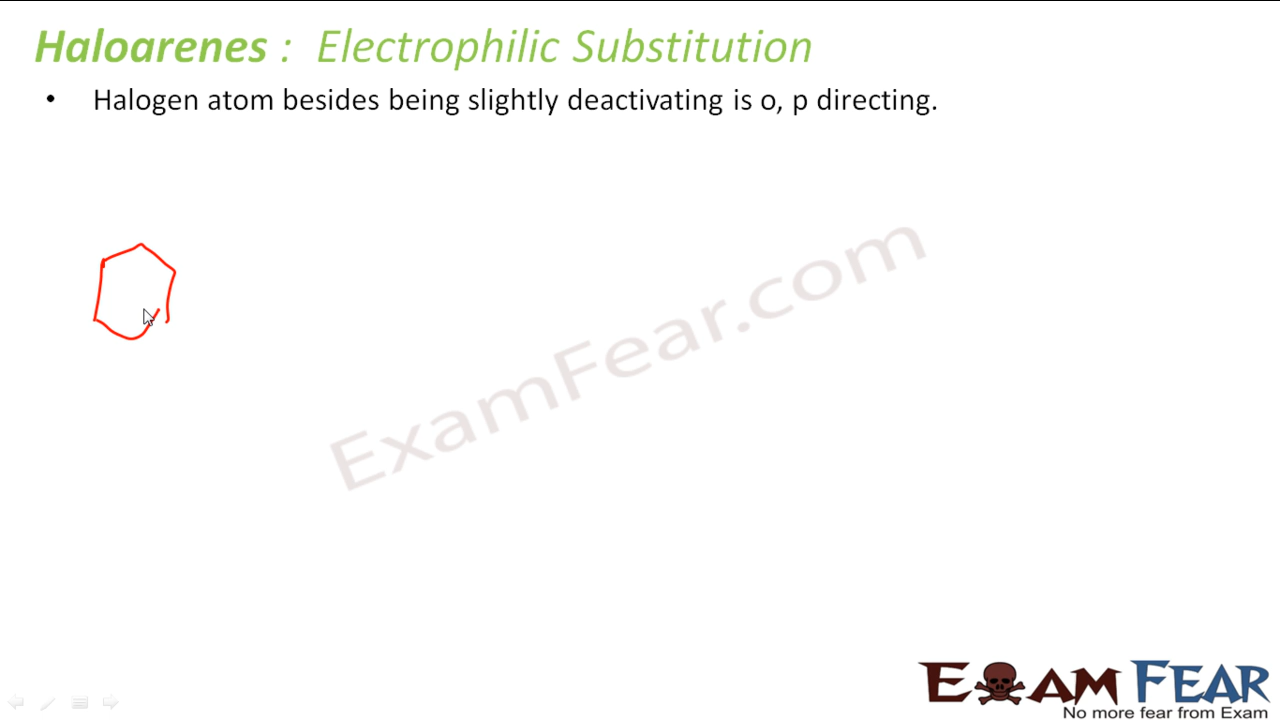 Haloarenes : Electrophilic Substitution
• Halogen atom besides being slightly deactivating is o, p directing.
ExamFear.com
EXAM FEAR
No more fear from Exam